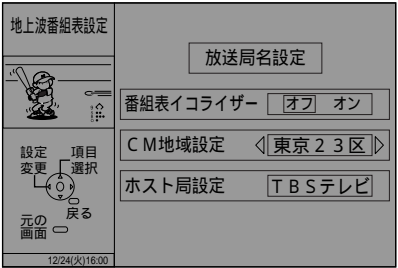 地上波番組表設定
放送局名設定
番組表イコライザー オフ オン
CM地域設定 東京23区
ホスト局設定 TBSテレビ
設定
変更
項目
選択
戻る
元の
画面
12/24(火)16:00